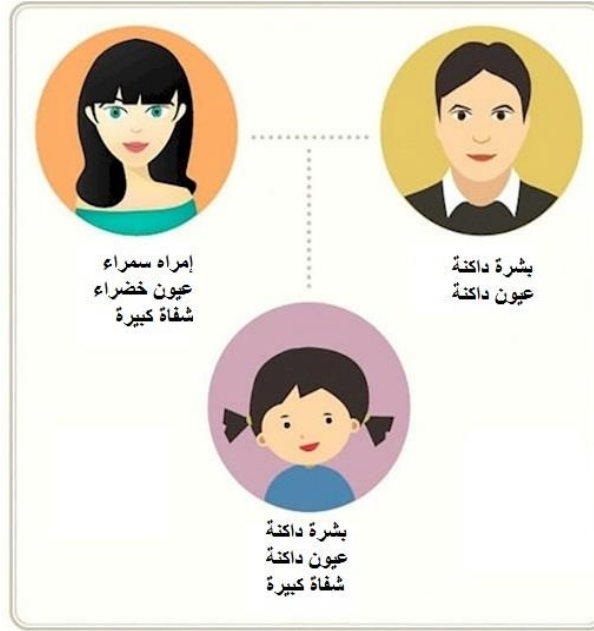 إمراه سمراء
عيون خضراء
شفاة كبيرة
بشرة داكنة
عيون داكنة
بشرة داكنة
عيون داكنة
شفاة كبيرة